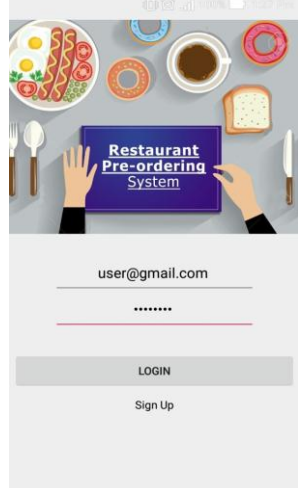 Restaurant
Pre-ordering
System
user@gmail.com
••••••••
LOGIN
Sign Up